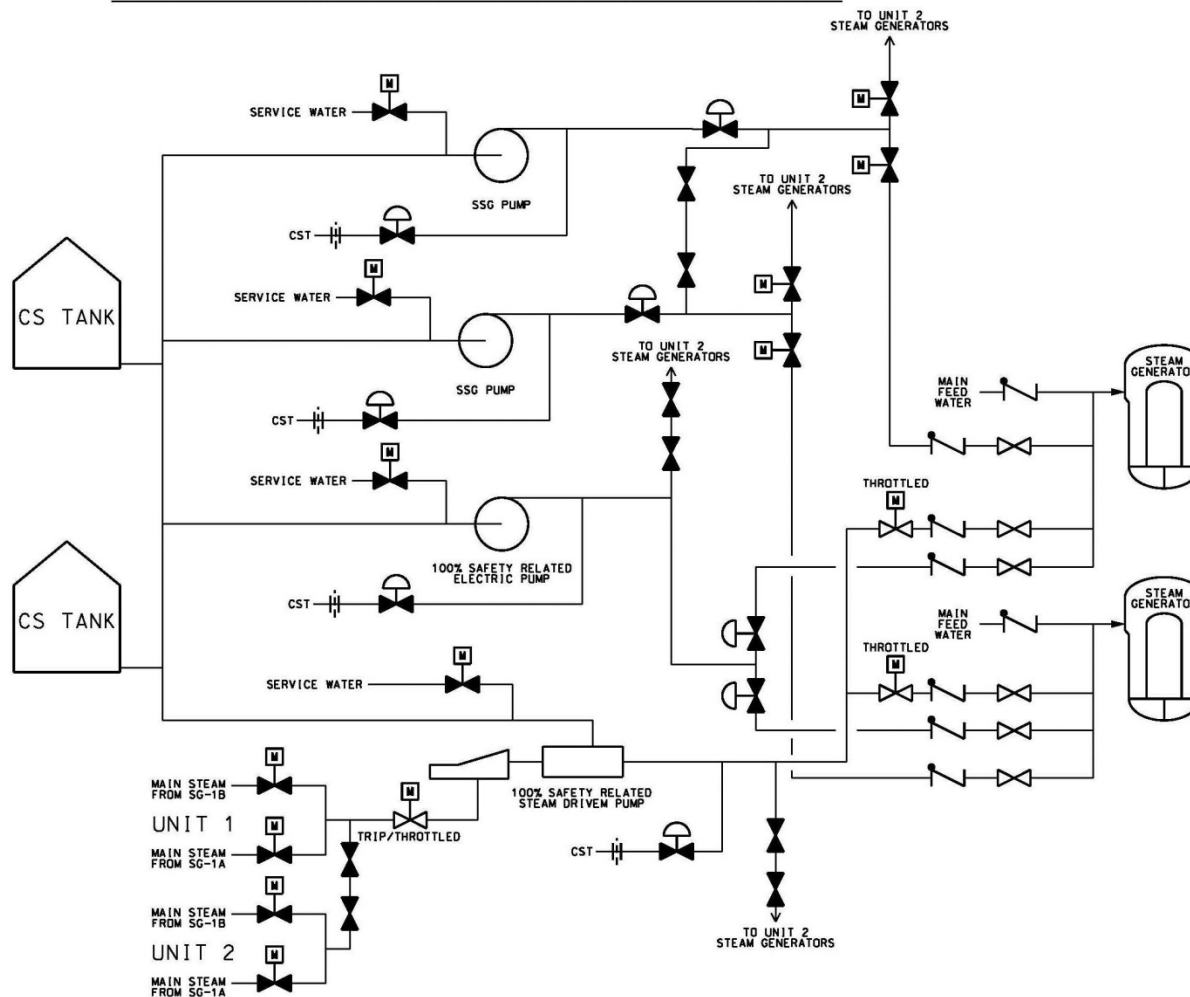 TO UNIT 2
STEAM GENERATORS
M
M
SERVICE WATER
M
SSG PUMP
TO UNIT 2
STEAM GENERATORS
CST
M
SERVICE WATER
M
CS TANK
SSG PUMP
TO UNIT 2
STEAM GENERATORS
M
CST
M
SERVICE WATER
MAIN
FEED
WATER
STEAM
GENERATO
100% SAFETY RELATED
ELECTRIC PUMP
THROTTLED
M
CS TANK
CST
MAIN
FEED
WATER
STEAM
GENERATO
THROTTLED
M
M
SERVICE WATER
100% SAFETY RELATED
STEAM DRIVEM PUMP
M
MAIN STEAM
FROM SG-1B
UNIT 1
M
MAIN STEAM
FROM SG-1A
M
TRIP/THROTTLED
CST
M
MAIN STEAM
FROM SG-1B
UNIT 2
M
MAIN STEAM
FROM SG-1A
TO UNIT 2
STEAM GENERATORS